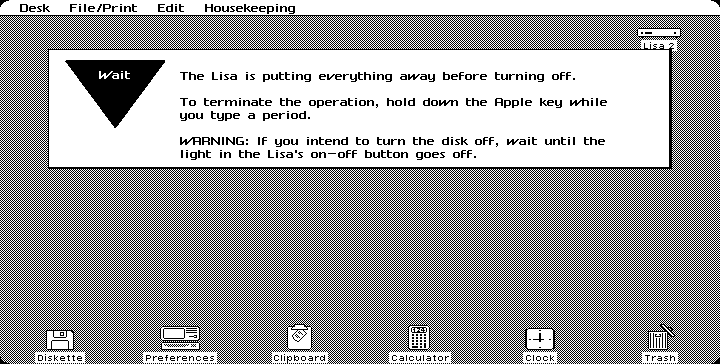 Desk File/Print Edit Housekeeping
Lisa 2
Wait
The Lisa is putting everything away before turning off.
To terminate the operation, hold down the Apple key while
you type a period.
WARNING: If you intend to turn the disk off, wait until the
light in the Lisa's on-off button goes off.
Diskette Preferences Clipboard Calculator Clock Trash